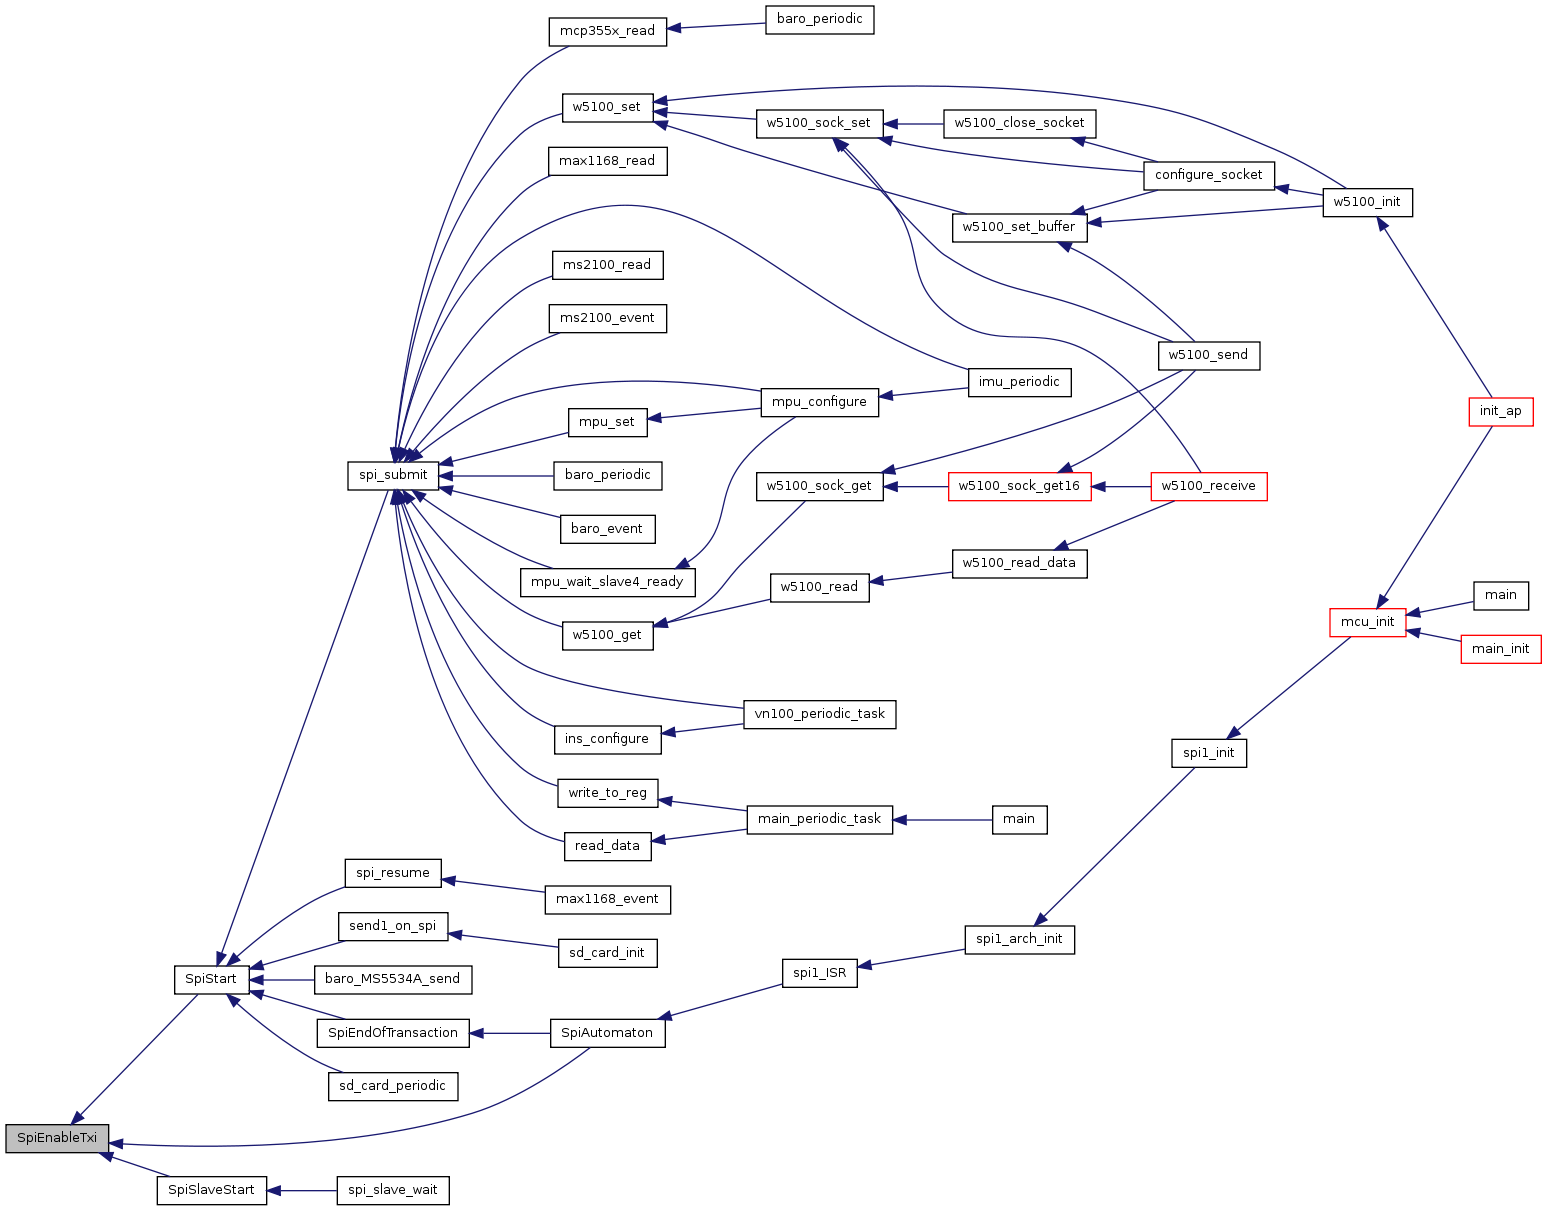 baro_periodic
mcp355x_read
w5100_set
w5100_sock_set
w5100_close_socket
max1168_read
configure_socket
w5100_init
w5100_set_buffer
ms2100_read
ms2100_event
w5100_send
imu_periodic
mpu_configure
init_ap
mpu_set
spi_submit
baro_periodic
w5100_sock_get
w5100_sock_get16
w5100_receive
baro_event
w5100_read_data
mpu_wait_slave4_ready
w5100_read
main
mcu_init
w5100_get
main_init
vn100_periodic_task
ins_configure
spi1_init
write_to_reg
main_periodic_task
main
read_data
spi_resume
max1168_event
send1_on_spi
spi1_arch_init
sd_card_init
spi1_ISR
SpiStart
baro_MS5534A_send
SpiEndOfTransaction
SpiAutomaton
sd_card_periodic
SpiEnableTxi
SpiSlaveStart
spi_slave_wait